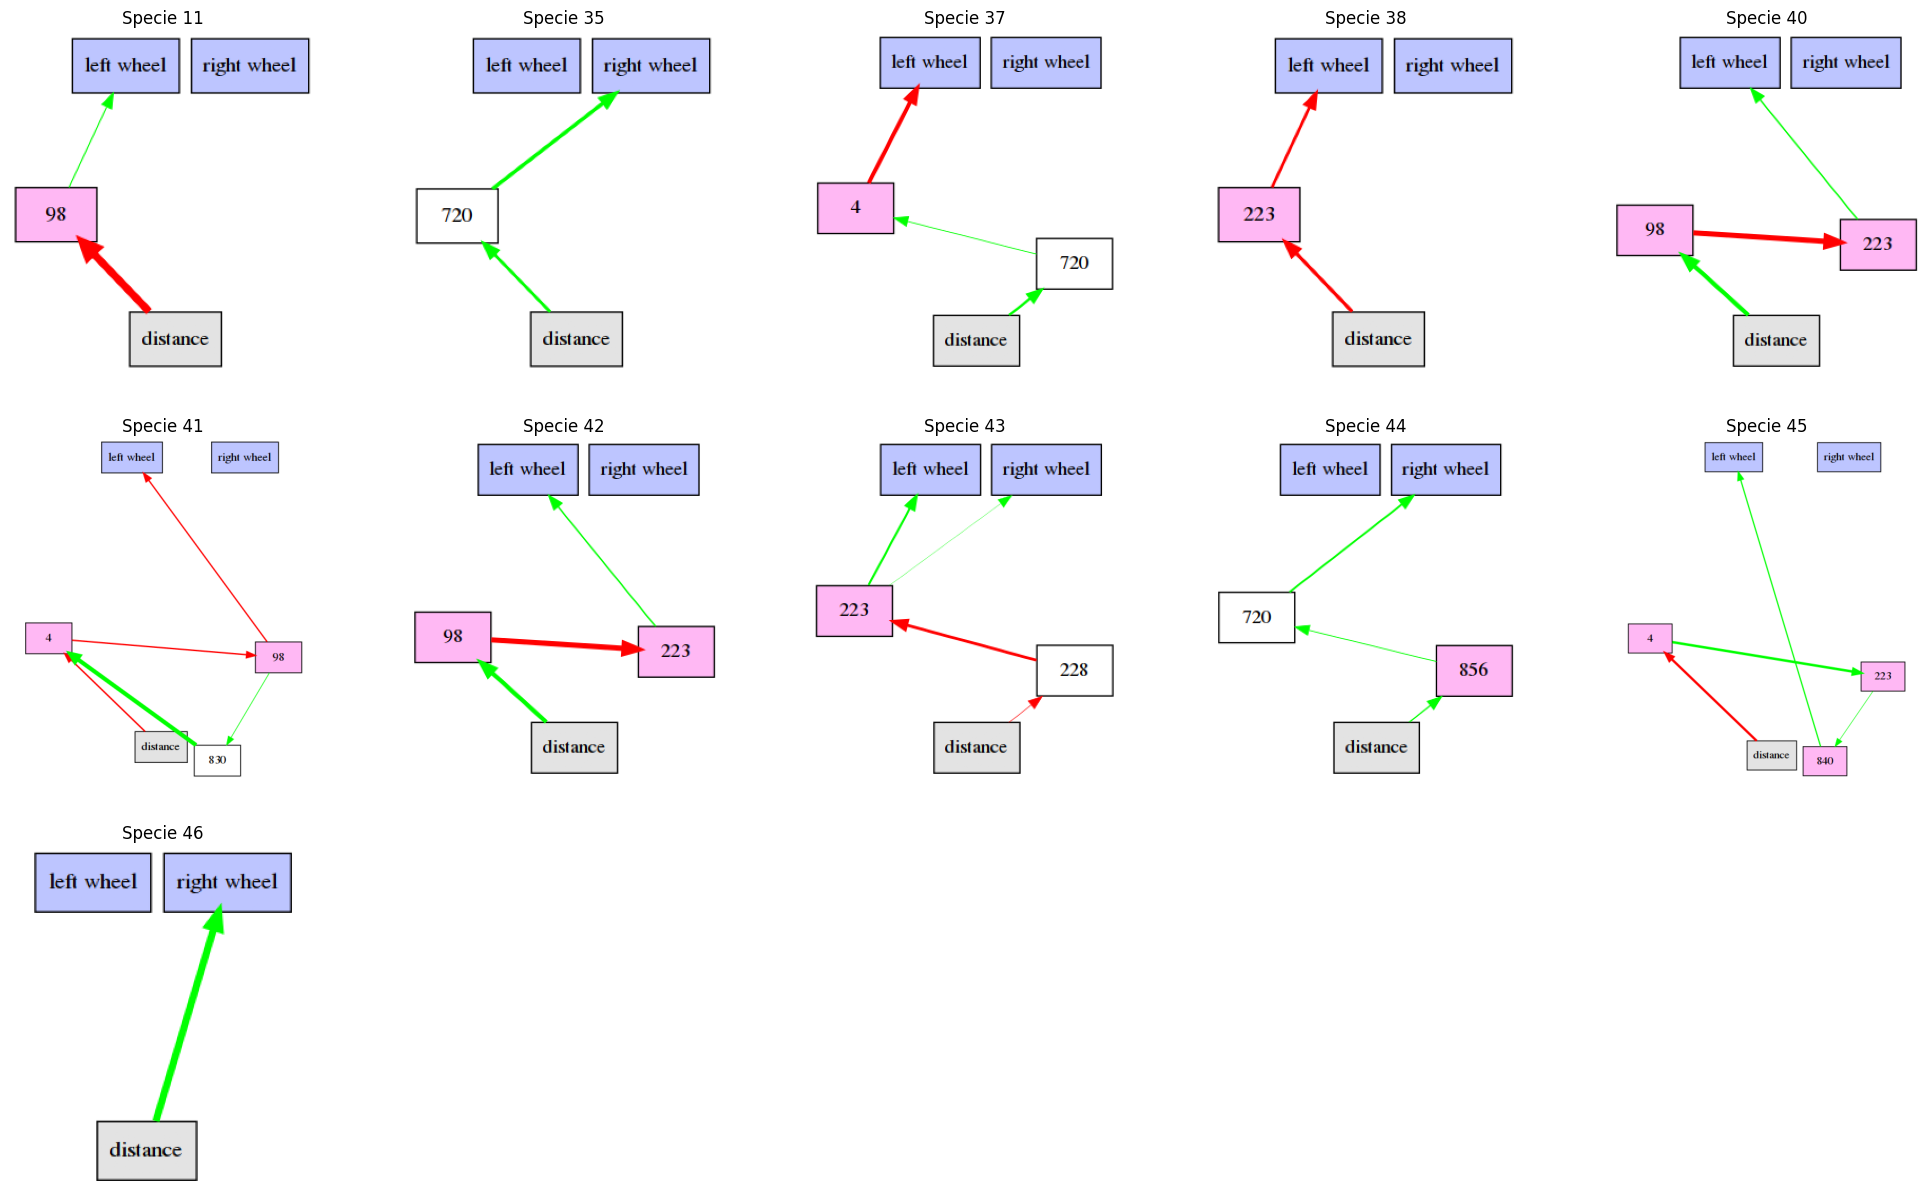 Specie 11
left wheel
right wheel
98
distance
Specie 35
left wheel
right wheel
720
distance
Specie 37
left wheel
right wheel
4
720
distance
Specie 38
left wheel
right wheel
223
distance
Specie 40
left wheel
right wheel
98
223
distance
Specie 41
left wheel
right wheel
4
98
distance
830
Specie 42
left wheel
right wheel
98
223
distance
Specie 43
left wheel
right wheel
223
228
distance
Specie 44
left wheel
right wheel
720
856
distance
Specie 45
left wheel
right wheel
4
223
distance
840
Specie 46
left wheel
right wheel
distance